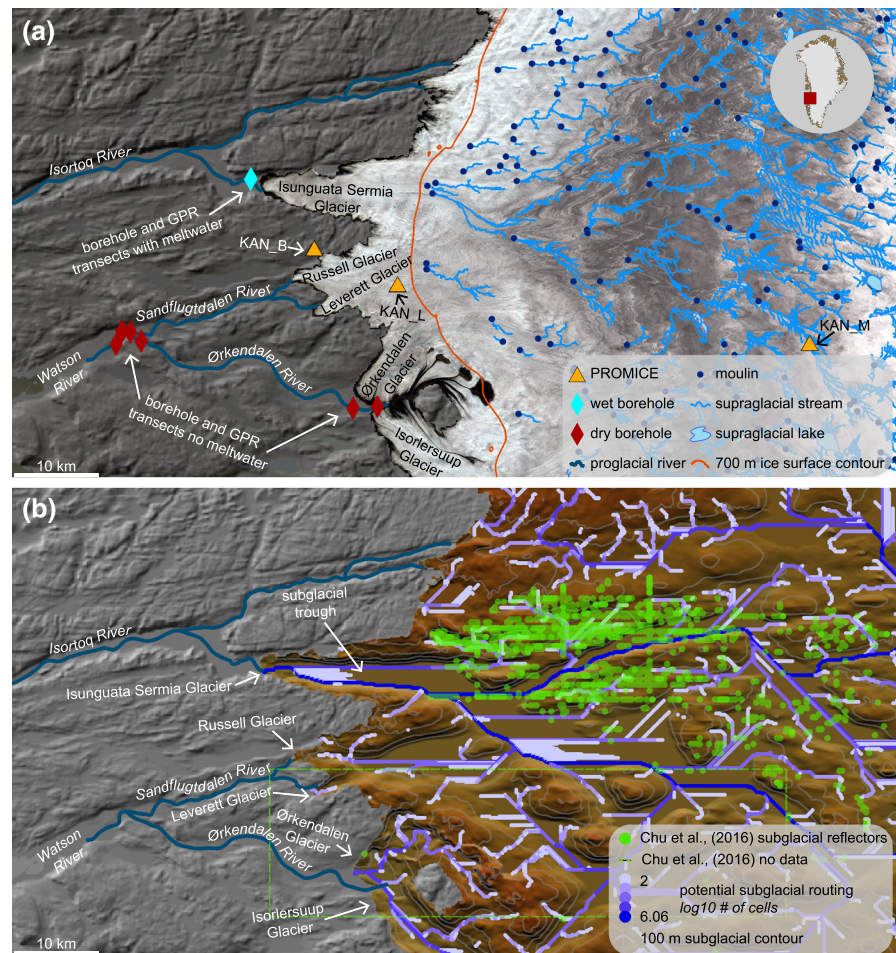 (a)
Isortoq River
Isunguata Sermia
Glacier
borehole and GPR
transects with meltwater
KAN_B
Russell Glacier
Leverett Glacier
KAN_L
Sandflugtdalen River
KAN_M
Watson
River
Ørkendalen River
Ørkendalen
Glacier
borehole and GPR
transects no meltwater
Isorlersuup
Glacier
PROMICE
moulin
wet borehole
supraglacial stream
dry borehole
supraglacial lake
proglacial river
700 m ice surface contour
10 km
(b)
subglacial
trough
Isortoq River
Isunguata Sermia Glacier
Russell Glacier
Sandflugtdalen River
Leverett Glacier
Ørkendalen
Glacier
Watson
River
Ørkendalen River
Isorlersuup
Glacier
Chu et al., (2016) subglacial reflectors
Chu et al., (2016) no data
2
potential subglacial routing
log10 # of cells
6.06
100 m subglacial contour
10 km